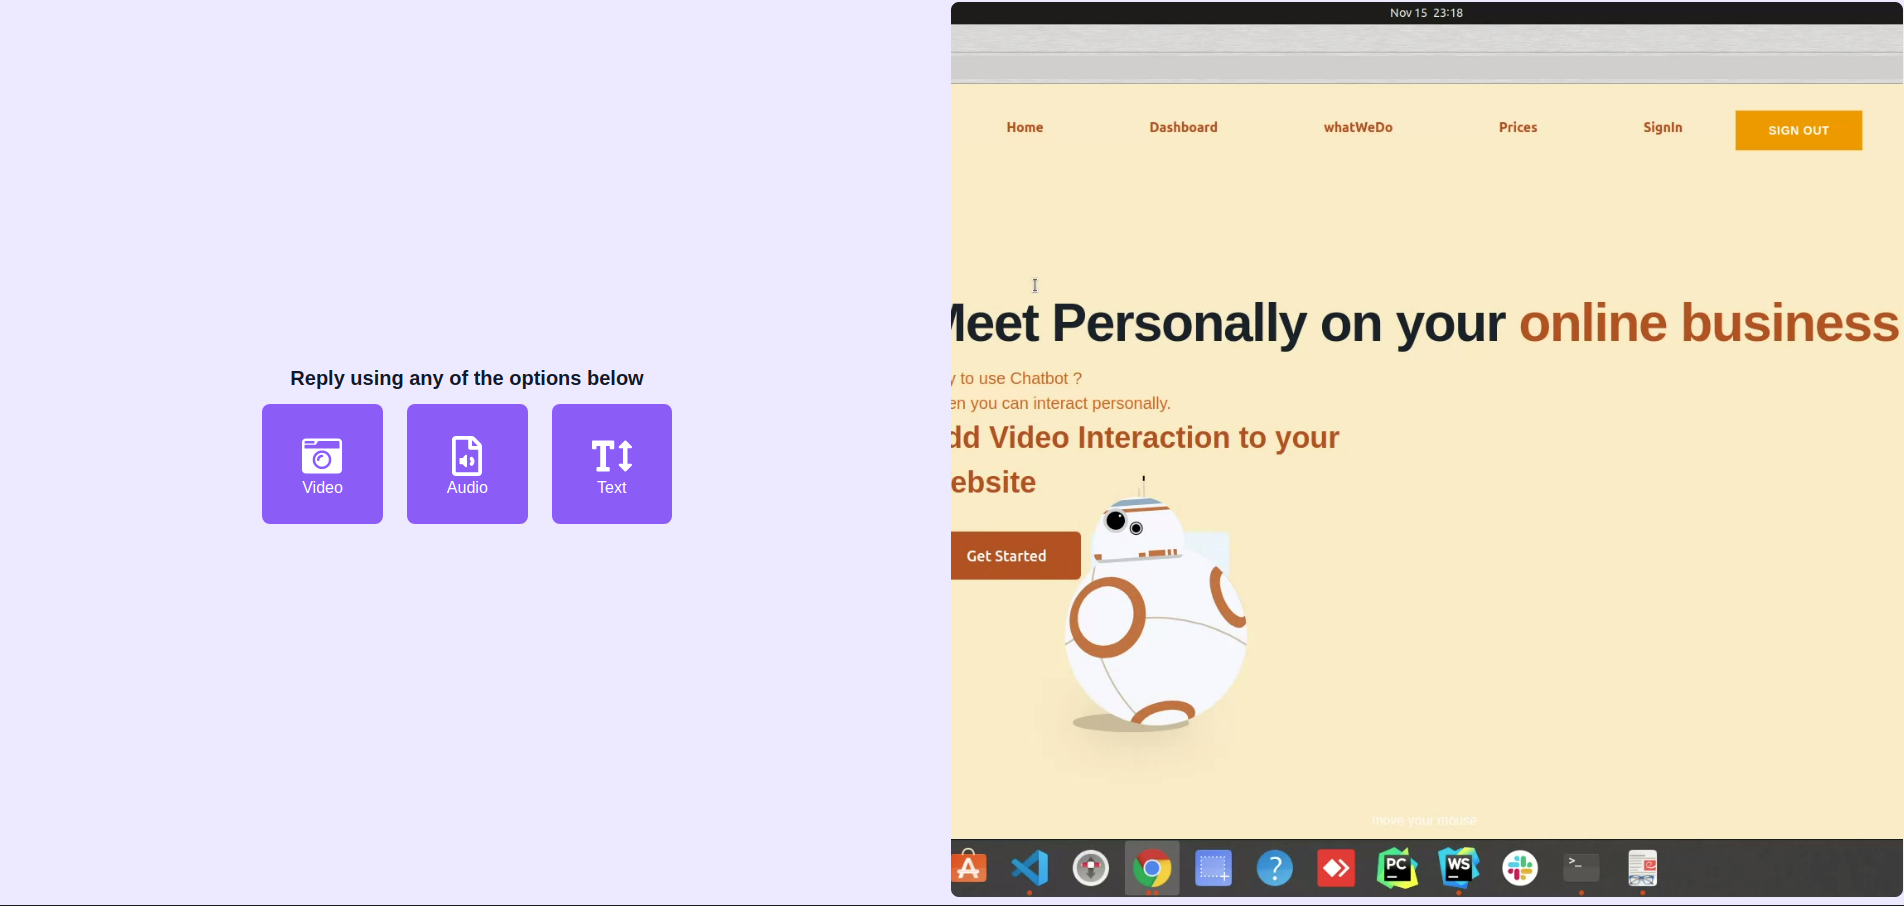 Reply using any of the options below
Video
Audio
Text
Nov 15 23:18
Home
Dashboard
whatWeDo
Prices
SignIn
SIGN OUT
Meet Personally on your online business
y to use Chatbot ?
en you can interact personally.
dd Video Interaction to your
ebsite
Get Started
move your mouse
A
?
PC
WS
>_